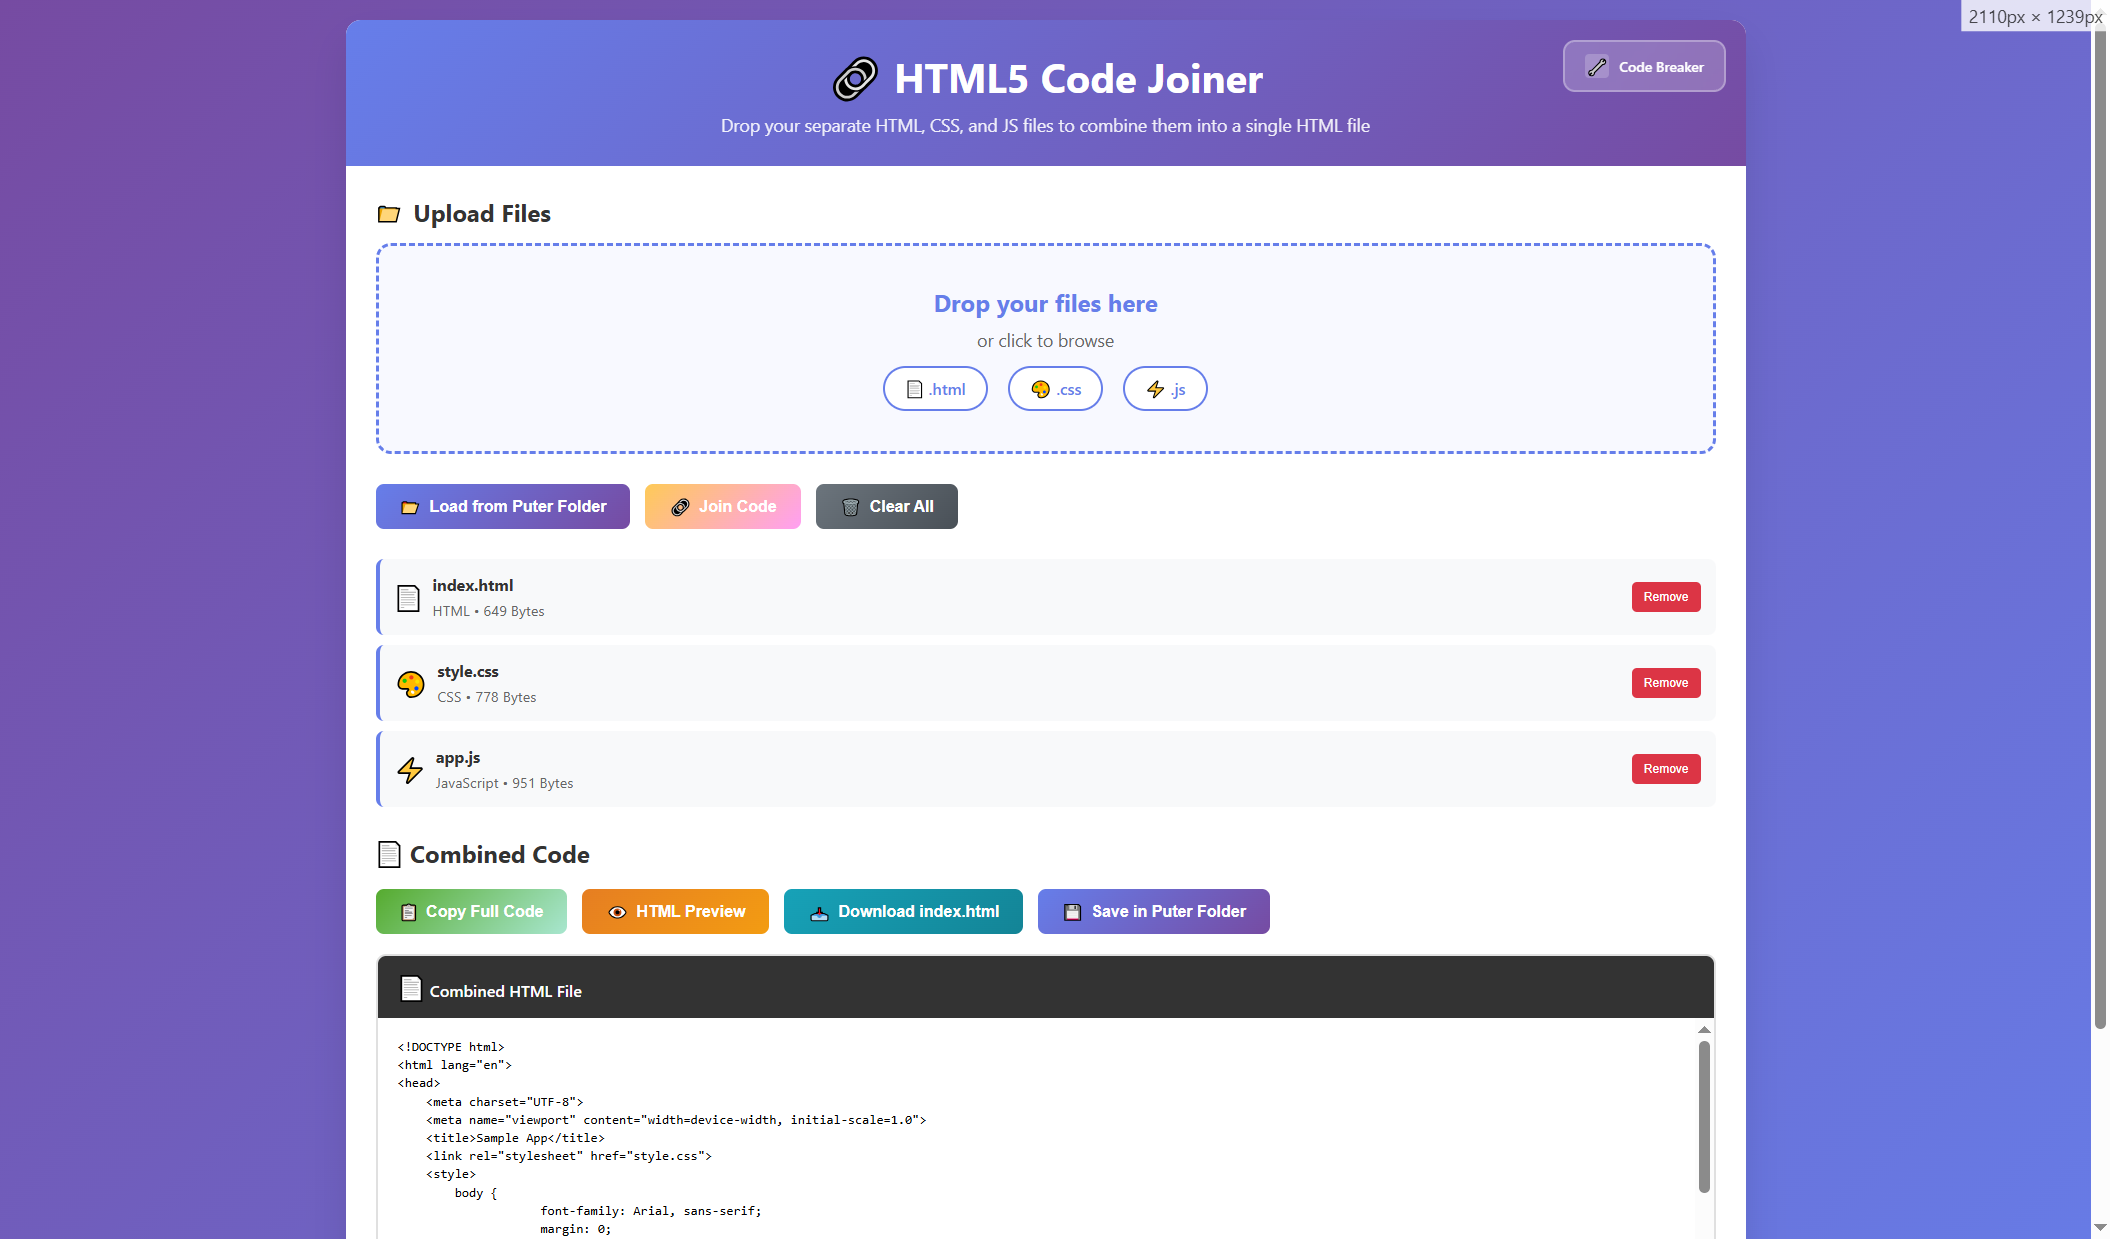 2110px × 1239px
Code Breaker
HTML5 Code Joiner
Drop your separate HTML, CSS, and JS files to combine them into a single HTML file
Upload Files
Drop your files here
or click to browse
.html .css .js
Load from Puter Folder Join Code Clear All
index.html
HTML • 649 Bytes
Remove
style.css
CSS • 778 Bytes
Remove
app.js
JavaScript • 951 Bytes
Remove
Combined Code
Copy Full Code HTML Preview Download index.html Save in Puter Folder
Combined HTML File
<!DOCTYPE html>
<html lang="en">
<head>
    <meta charset="UTF-8">
    <meta name="viewport" content="width=device-width, initial-scale=1.0">
    <title>Sample App</title>
    <link rel="stylesheet" href="style.css">
    <style>
        body {
                    font-family: Arial, sans-serif;
                    margin: 0;